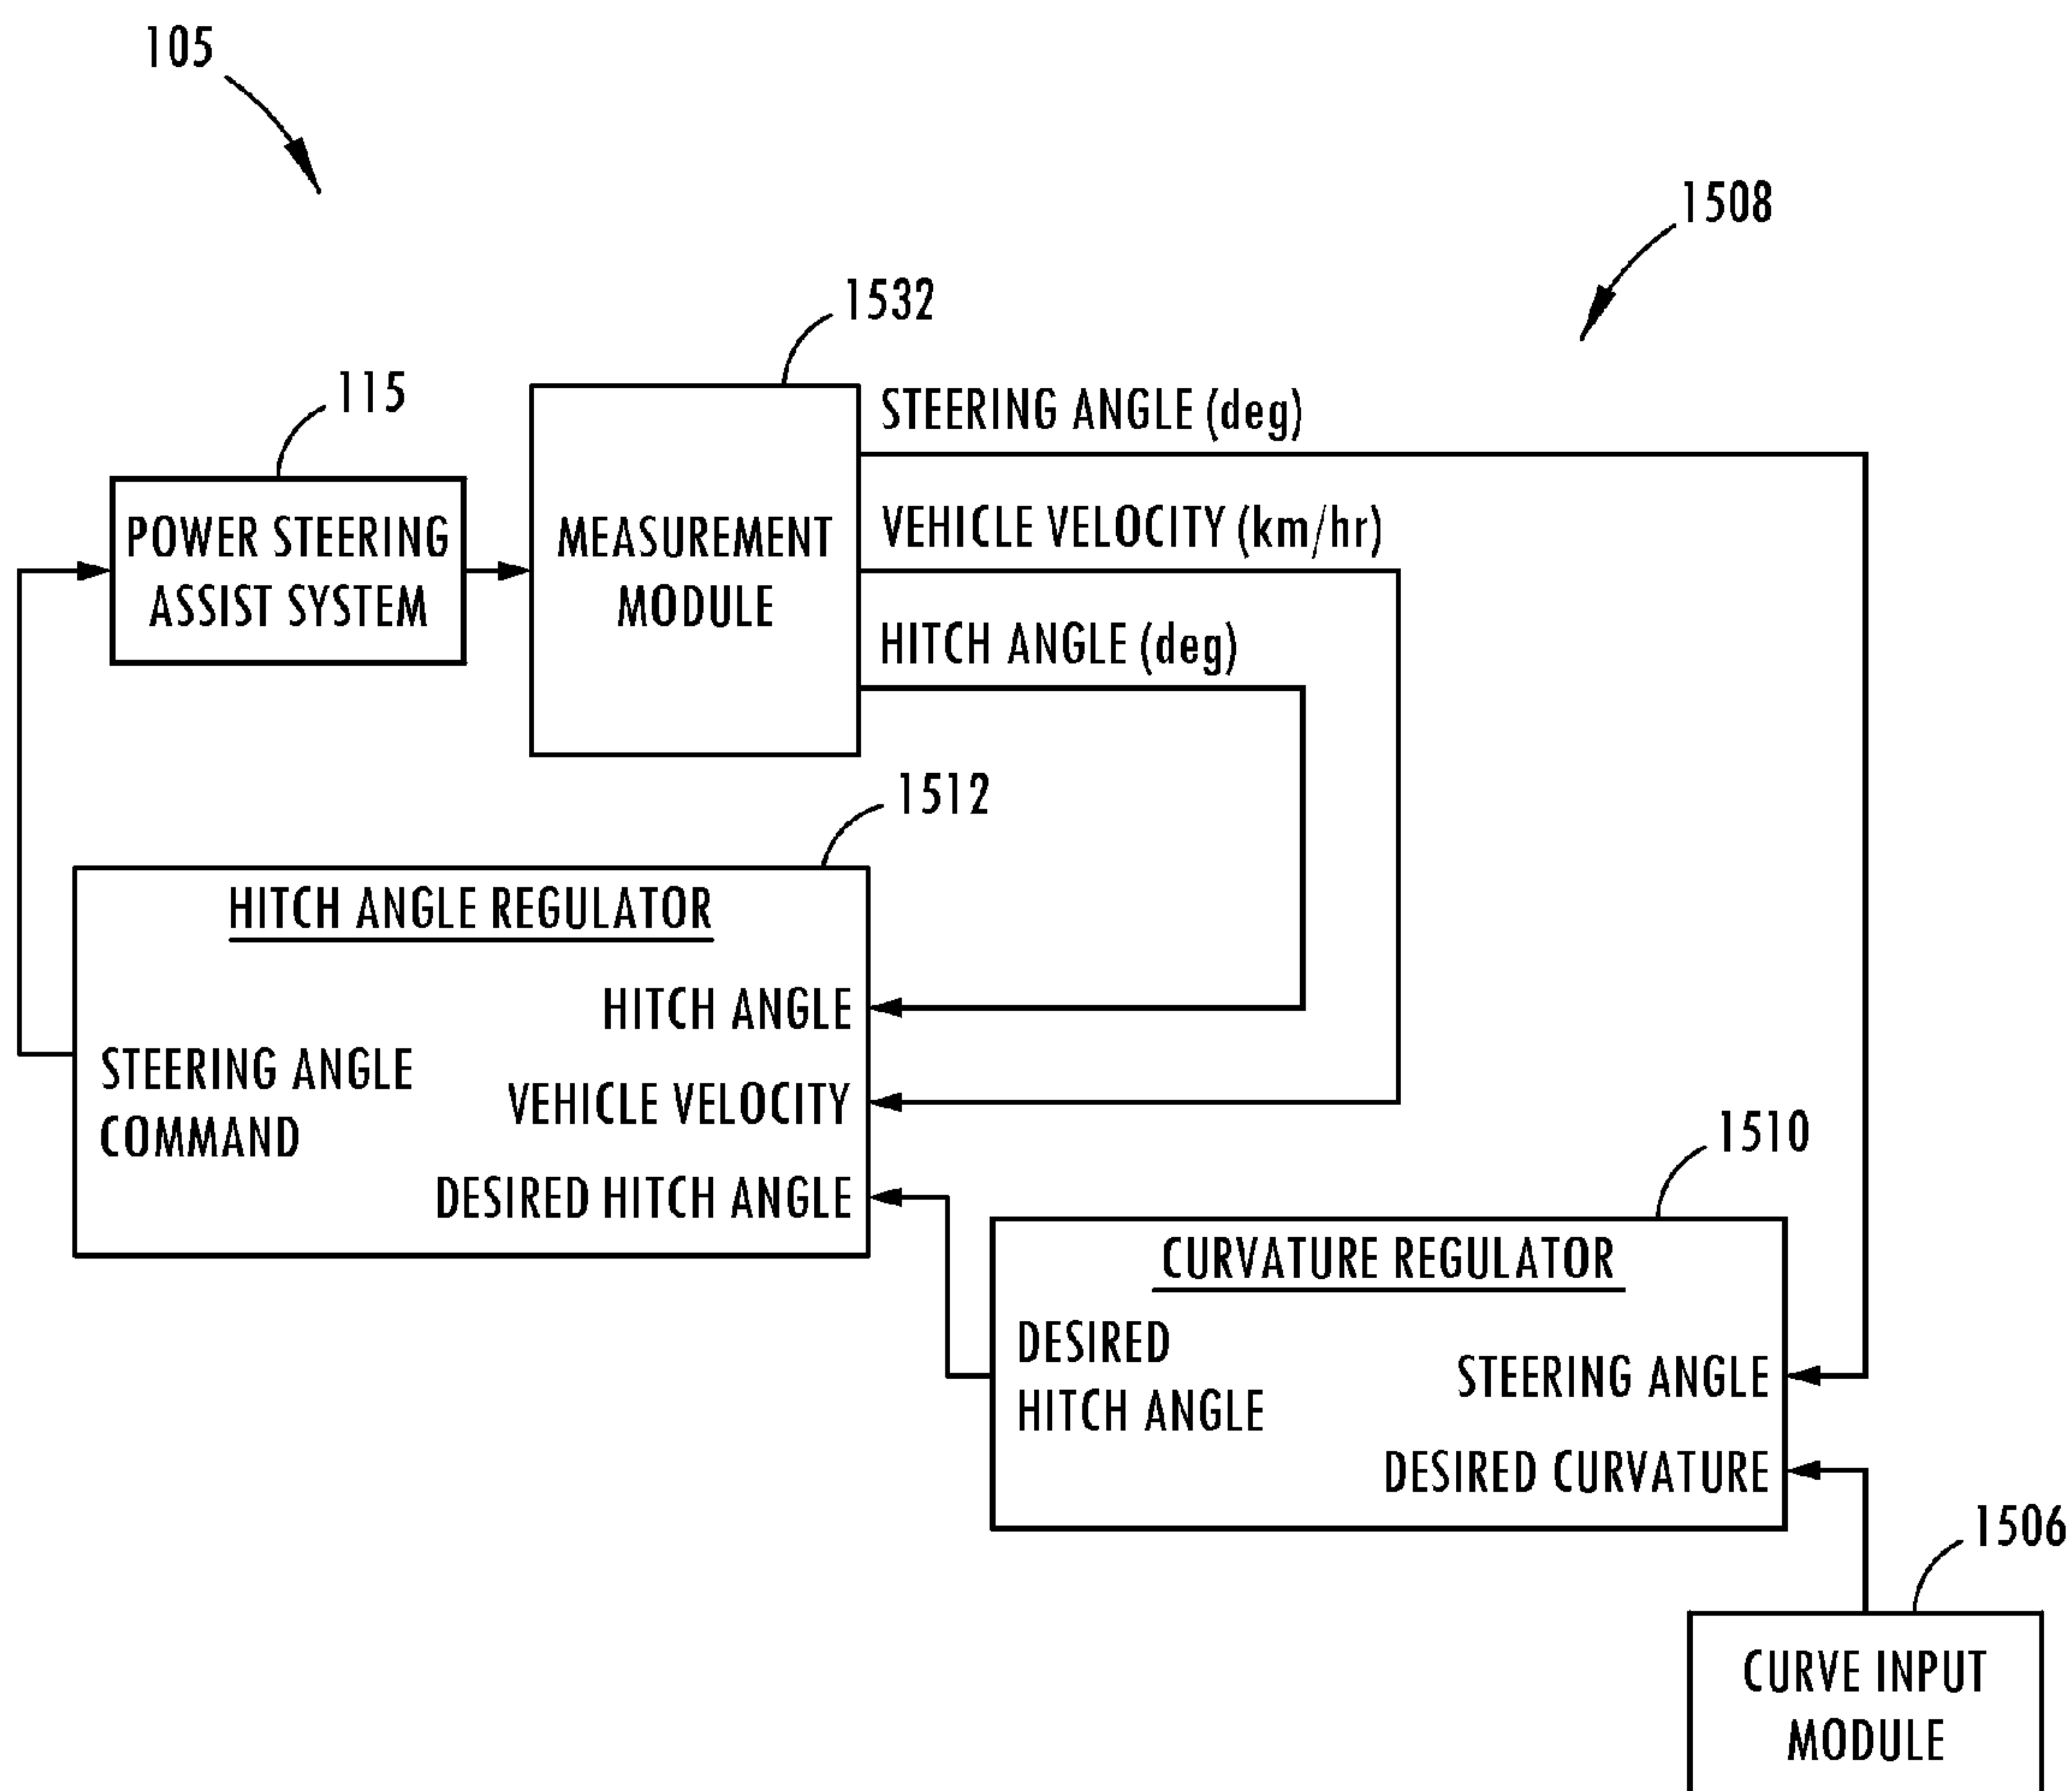 105
1508
1532
115
STEERING ANGLE (deg)
POWER STEERING
ASSIST SYSTEM
MEASUREMENT
MODULE
VEHICLE VELOCITY (km/hr)
HITCH ANGLE (deg)
1512
HITCH ANGLE REGULATOR
HITCH ANGLE
STEERING ANGLE
COMMAND
VEHICLE VELOCITY
DESIRED HITCH ANGLE
1510
CURVATURE REGULATOR
DESIRED
HITCH ANGLE
STEERING ANGLE
DESIRED CURVATURE
1506
CURVE INPUT
MODULE